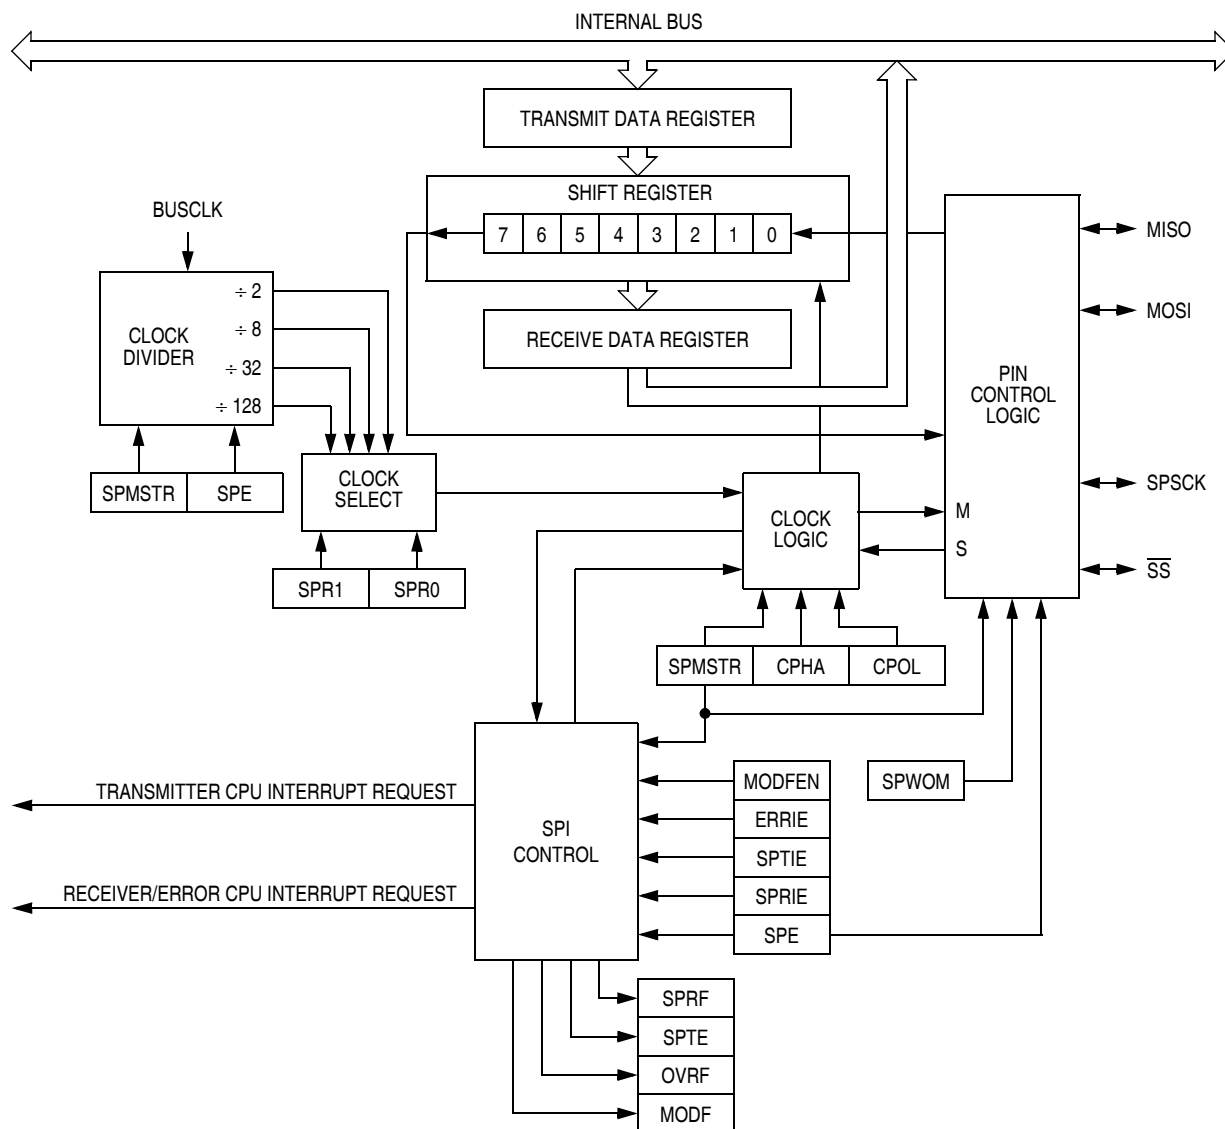 INTERNAL BUS
TRANSMIT DATA REGISTER
SHIFT REGISTER
7 6 5 4 3 2 1 0
RECEIVE DATA REGISTER
BUSCLK
CLOCK
DIVIDER
÷ 2
÷ 8
÷ 32
÷ 128
SPMSTR SPE
CLOCK
SELECT
SPR1 SPR0
CLOCK
LOGIC
SPMSTR CPHA CPOL
PIN
CONTROL
LOGIC
M
S
MISO
MOSI
SPSCK
S̅S̅
TRANSMITTER CPU INTERRUPT REQUEST
RECEIVER/ERROR CPU INTERRUPT REQUEST
SPI
CONTROL
MODFEN
ERRIE
SPTIE
SPRIE
SPE
SPWOM
SPRF
SPTE
OVRF
MODF